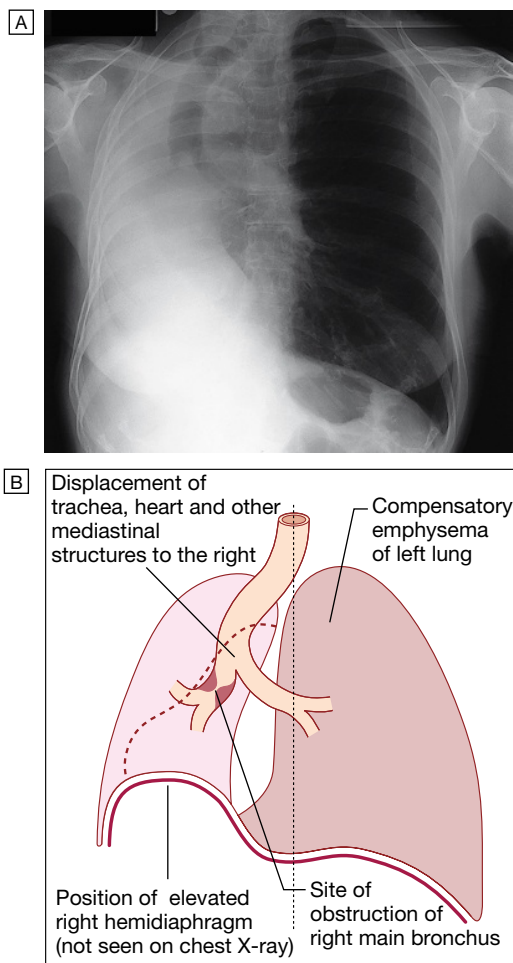 A
B
Displacement of
trachea, heart and other
mediastinal
structures to the right
Compensatory
emphysema
of left lung
Position of elevated
right hemidiaphragm
(not seen on chest X-ray)
Site of
obstruction of
right main bronchus